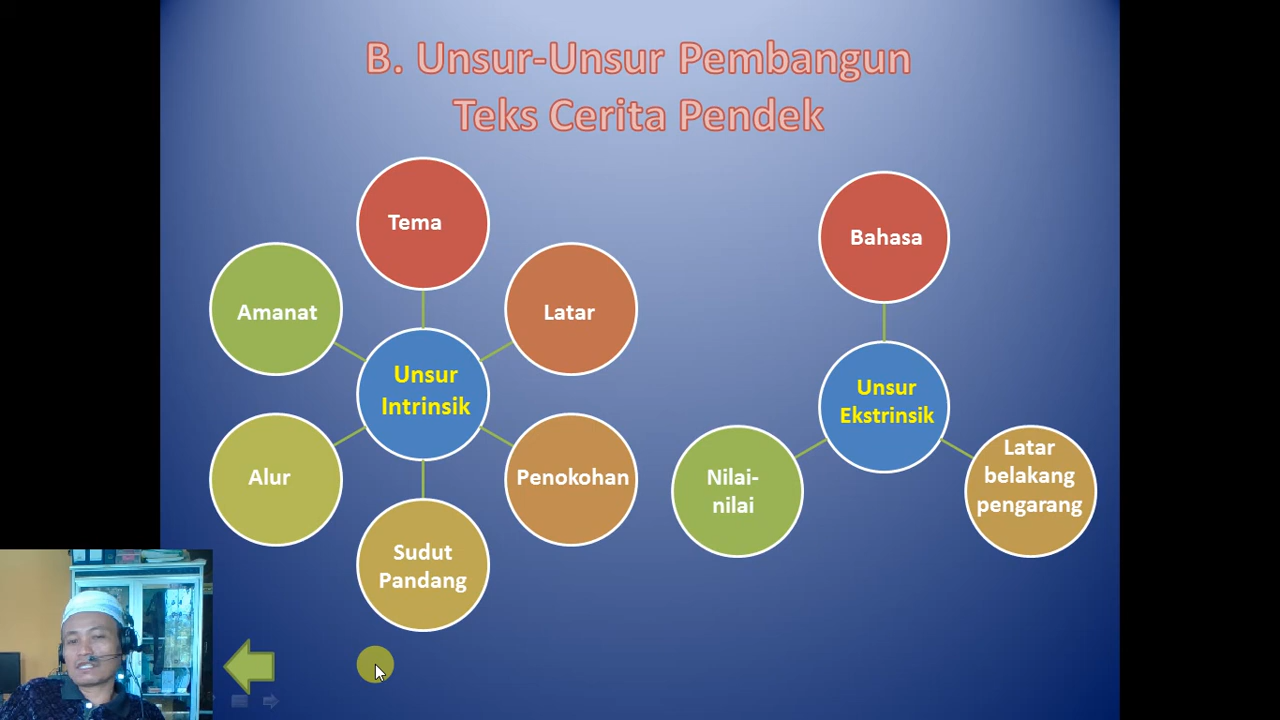 B. Unsur-Unsur Pembangun
Teks Cerita Pendek
Tema
Amanat
Latar
Unsur
Intrinsik
Alur
Penokohan
Sudut
Pandang
Bahasa
Unsur
Ekstrinsik
Nilai-
nilai
Latar
belakang
pengarang